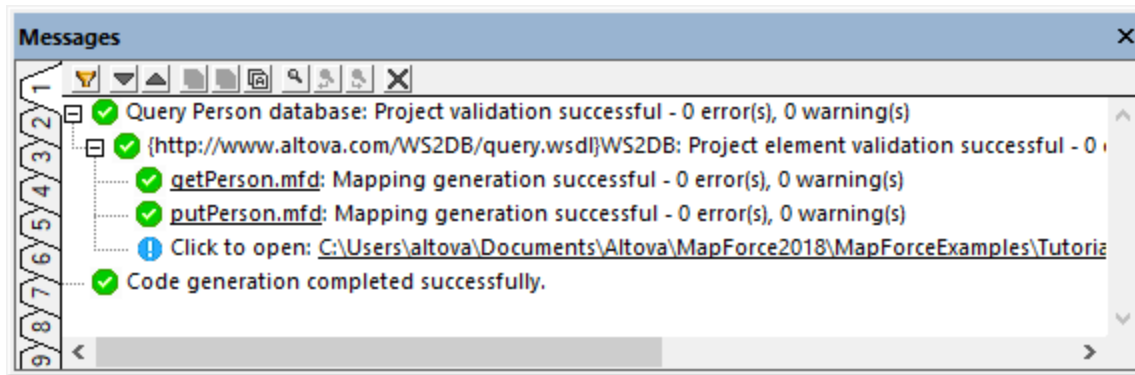 Messages
Query Person database: Project validation successful - 0 error(s), 0 warning(s)
{http://www.altova.com/WS2DB/query.wsdl}WS2DB: Project element validation successful - 0
getPerson.mfd: Mapping generation successful - 0 error(s), 0 warning(s)
putPerson.mfd: Mapping generation successful - 0 error(s), 0 warning(s)
Click to open: C:\Users\altova\Documents\Altova\MapForce2018\MapForceExamples\Tutoria
Code generation completed successfully.
1
2
3
4
5
6
7
8
9